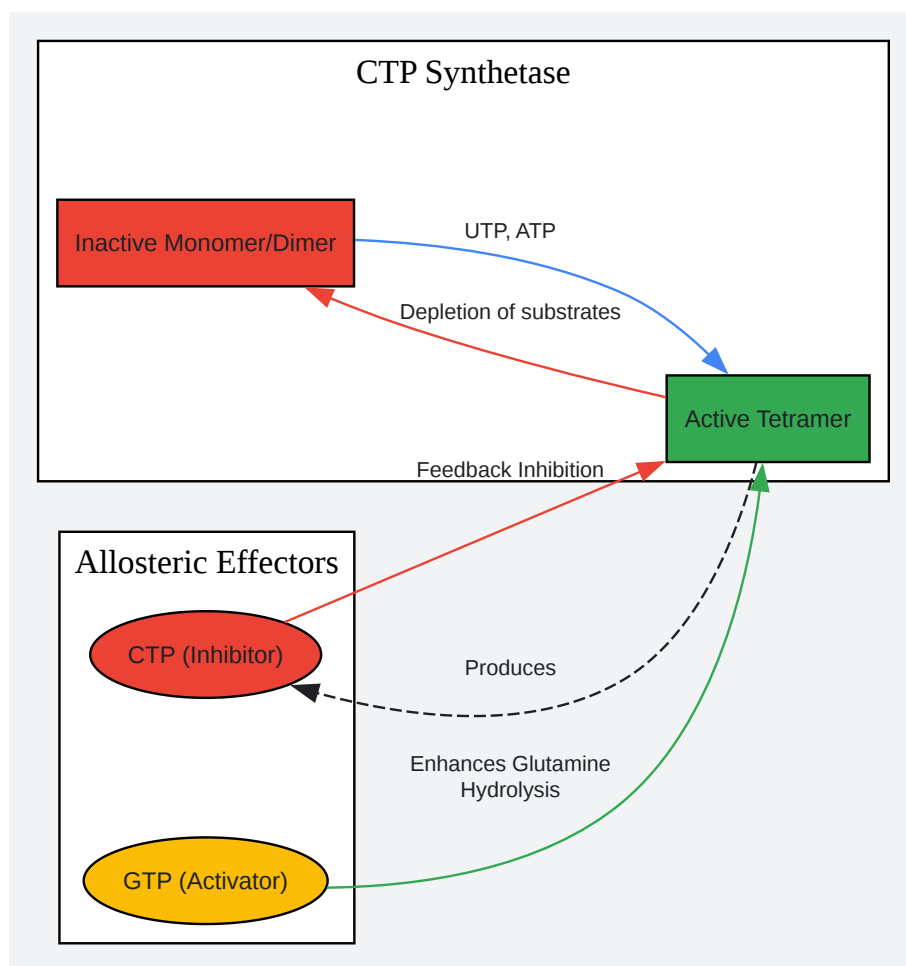 CTP Synthetase
UTP, ATP
Inactive Monomer/Dimer
Depletion of substrates
Active Tetramer
Feedback Inhibition
Allosteric Effectors
CTP (Inhibitor)
Produces
Enhances Glutamine
Hydrolysis
GTP (Activator)